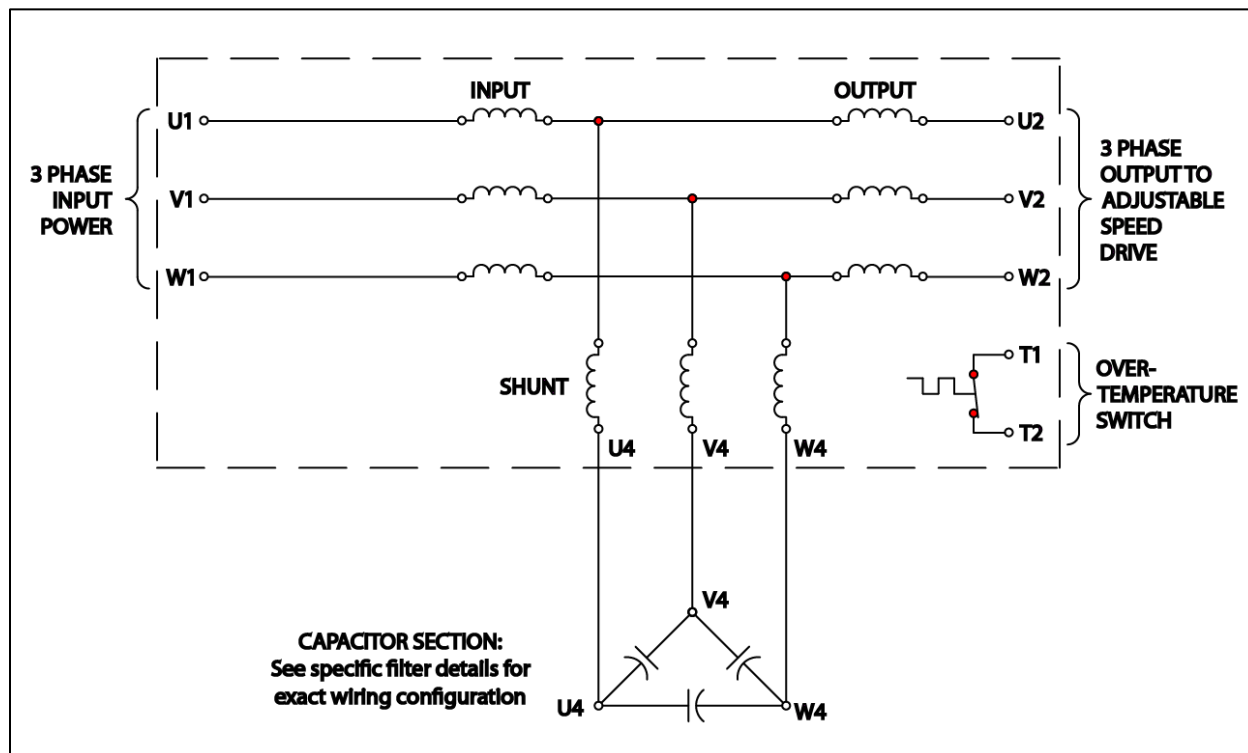 INPUT
OUTPUT
U1
U2
3 PHASE
INPUT
POWER
V1
V2
3 PHASE
OUTPUT TO
ADJUSTABLE
SPEED
DRIVE
W1
W2
SHUNT
T1
T2
OVER-
TEMPERATURE
SWITCH
U4
V4
W4
V4
CAPACITOR SECTION:
See specific filter details for
exact wiring configuration
U4
W4